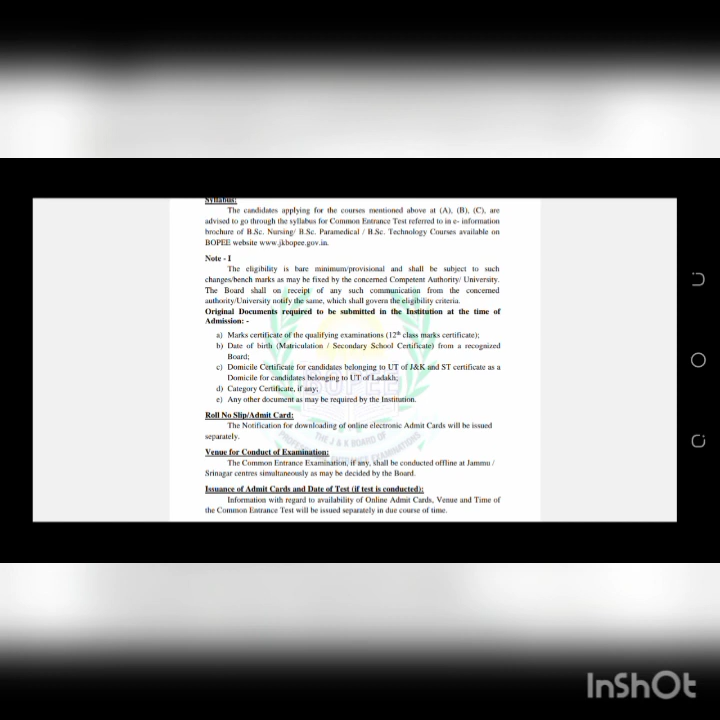 Syllabus:
The candidates applying for the courses mentioned above at (A), (B), (C), are
advised to go through the syllabus for Common Entrance Test referred to in e- information
brochure of B.Sc. Nursing/ B.Sc. Paramedical / B.Sc. Technology Courses available on
BOPEE website www.jkbopee.gov.in.
Note - I
The eligibility is bare minimum/provisional and shall be subject to such
changes/bench marks as may be fixed by the concerned Competent Authority/ University.
The Board shall on receipt of any such communication from the concerned
authority/University notify the same, which shall govern the eligibility criteria.
Original Documents required to be submitted in the Institution at the time of
Admission: -
a) Marks certificate of the qualifying examinations (12th class marks certificate);
b) Date of birth (Matriculation / Secondary School Certificate) from a recognized
Board;
c) Domicile Certificate for candidates belonging to UT of J&K and ST certificate as a
Domicile for candidates belonging to UT of Ladakh;
d) Category Certificate, if any;
e) Any other document as may be required by the Institution.
BOPEE
Roll No Slip/Admit Card:
The Notification for downloading of online electronic Admit Cards will be issued
separately.
THE J & K BOARD OF
PROFESSIONAL ENTRANCE EXAMINATIONS
Venue for Conduct of Examination:
The Common Entrance Examination, if any, shall be conducted offline at Jammu /
Srinagar centres simultaneously as may be decided by the Board.
Issuance of Admit Cards and Date of Test (if test is conducted):
Information with regard to availability of Online Admit Cards, Venue and Time of
the Common Entrance Test will be issued separately in due course of time.
InShOt